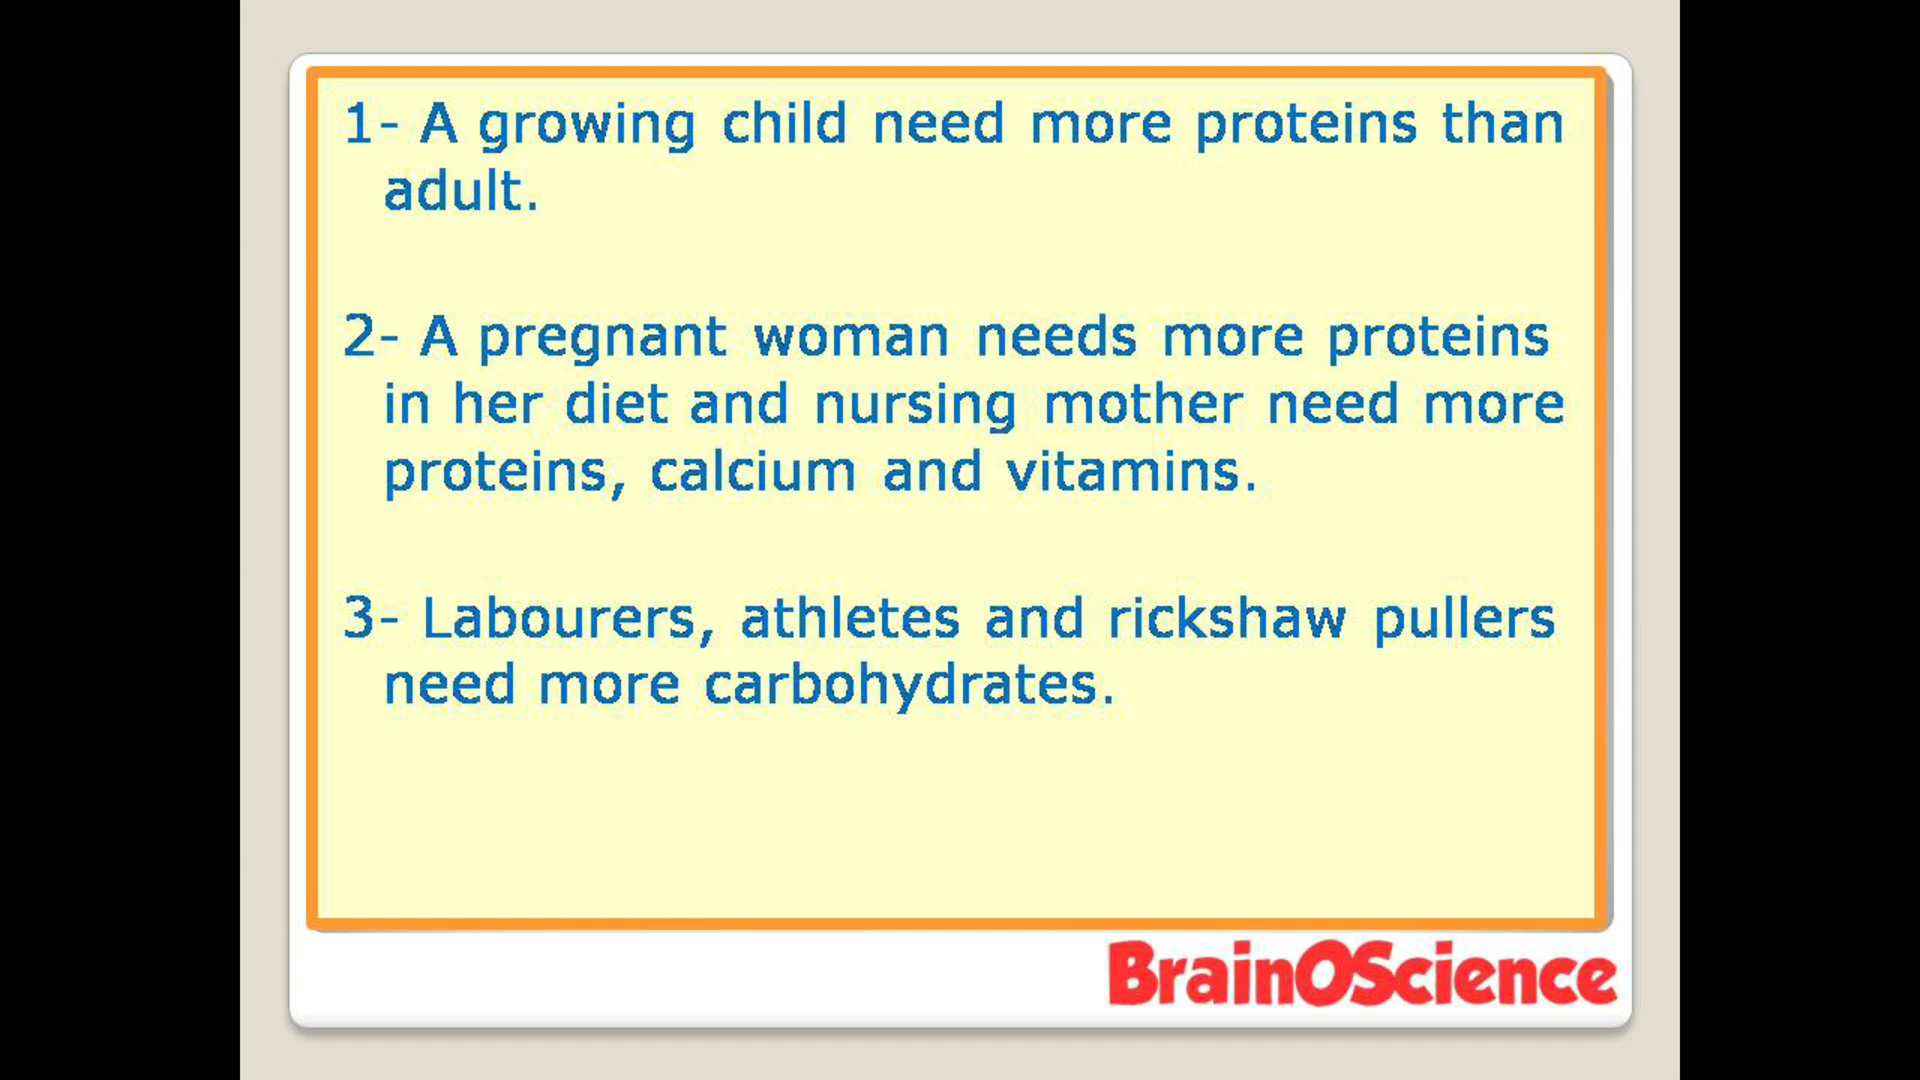 1- A growing child need more proteins than
adult.
2- A pregnant woman needs more proteins
in her diet and nursing mother need more
proteins, calcium and vitamins.
3- Labourers, athletes and rickshaw pullers
need more carbohydrates.
BrainOScience